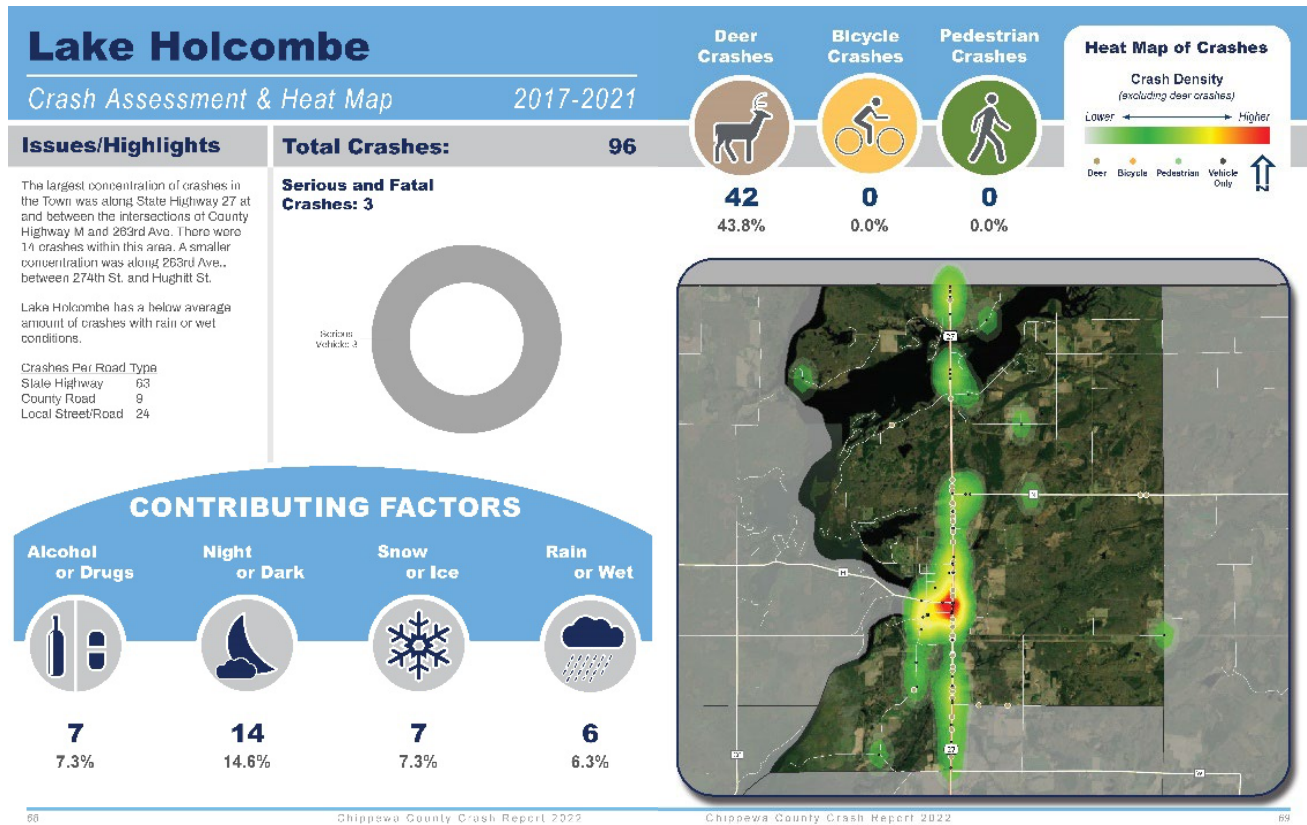 Lake Holcombe
Crash Assessment & Heat Map 2017-2021
Issues/Highlights
The largest concentration of crashes in
the Town was along State Highway 27 at
and between the intersections of County
Highway M and 263rd Ave. There were
14 crashes within this area. A smaller
concentration was along 263rd Ave.,
between 274th St. and Hughitt St.
Lake Holcombe has a below average
amount of crashes with rain or wet
conditions.
Crashes Per Road Type
State Highway 63
County Road 9
Local Street/Road 24
Total Crashes: 96
Serious and Fatal
Crashes: 3
Serious
Vehicle: 3
CONTRIBUTING FACTORS
Alcohol
or Drugs
7
7.3%
Night
or Dark
14
14.6%
Snow
or Ice
7
7.3%
Rain
or Wet
6
6.3%
68
Chippewa County Crash Report 2022
Deer
Crashes
42
43.8%
Bicycle
Crashes
0
0.0%
Pedestrian
Crashes
0
0.0%
Heat Map of Crashes
Crash Density
(excluding deer crashes)
Lower Higher
Deer Bicycle Pedestrian Vehicle
Only
N
27
27
Chippewa County Crash Report 2022
69